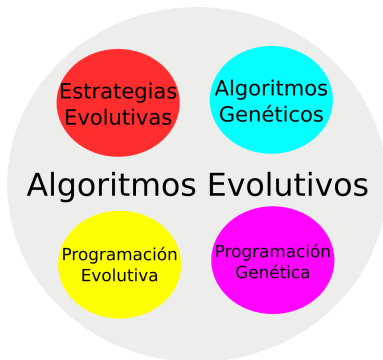 Estrategias
Evolutivas
Algoritmos
Genéticos
Algoritmos Evolutivos
Programación
Evolutiva
Programación
Genética